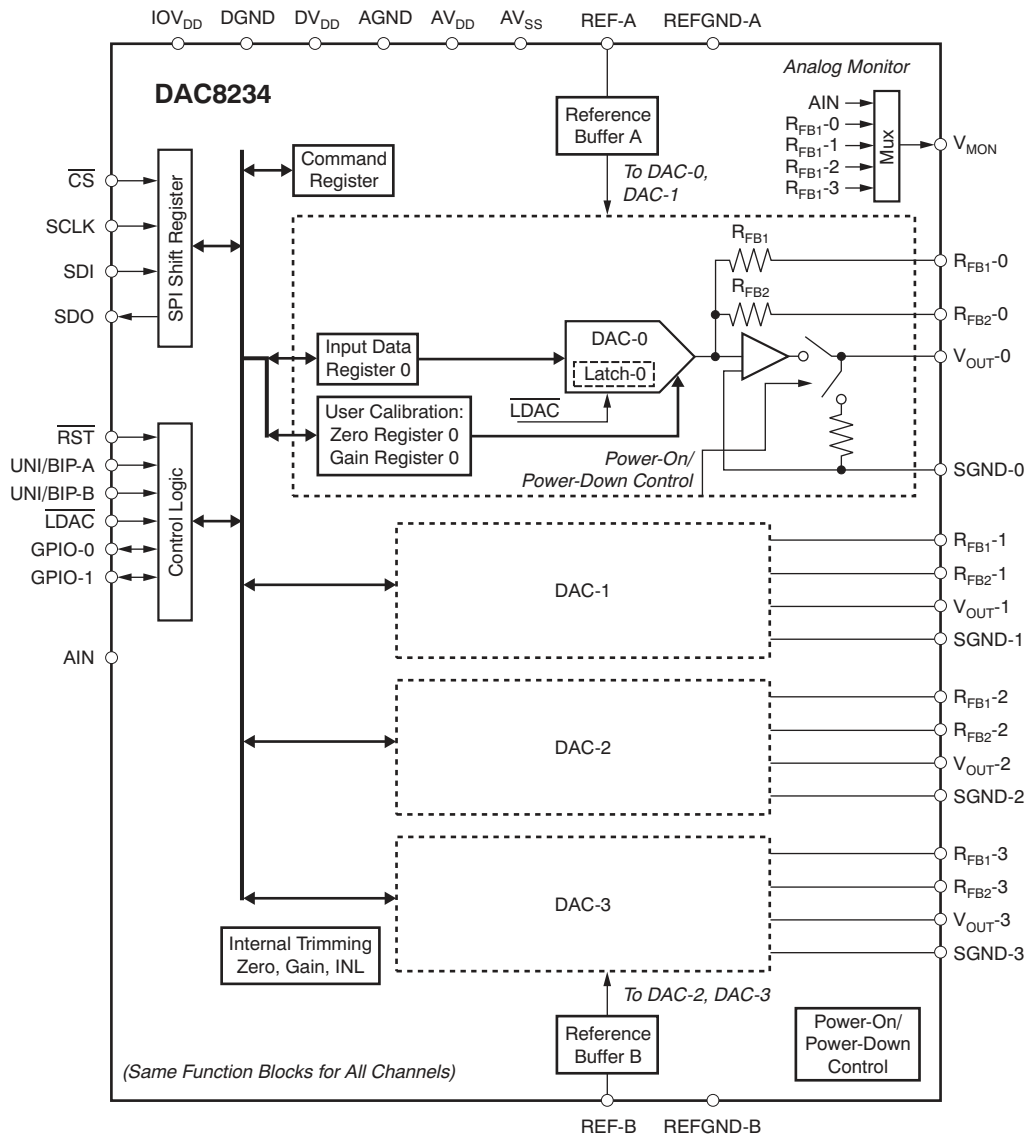 IOVDD DGND DVDD AGND AVDD AVSS REF-A REFGND-A
DAC8234
Analog Monitor
AIN
RFB1-0
RFB1-1
RFB1-2
RFB1-3
Mux
VMON
Reference
Buffer A
To DAC-0,
DAC-1
Command
Register
CS
SCLK
SDI
SDO
SPI Shift Register
RFB1
RFB2
RFB1-0
RFB2-0
VOUT-0
SGND-0
Input Data
Register 0
DAC-0
Latch-0
LDAC
User Calibration:
Zero Register 0
Gain Register 0
Power-On/
Power-Down Control
RST
UNI/BIP-A
UNI/BIP-B
LDAC
GPIO-0
GPIO-1
Control Logic
AIN
DAC-1
RFB1-1
RFB2-1
VOUT-1
SGND-1
DAC-2
RFB1-2
RFB2-2
VOUT-2
SGND-2
DAC-3
RFB1-3
RFB2-3
VOUT-3
SGND-3
Internal Trimming
Zero, Gain, INL
To DAC-2, DAC-3
Reference
Buffer B
Power-On/
Power-Down
Control
(Same Function Blocks for All Channels)
REF-B REFGND-B